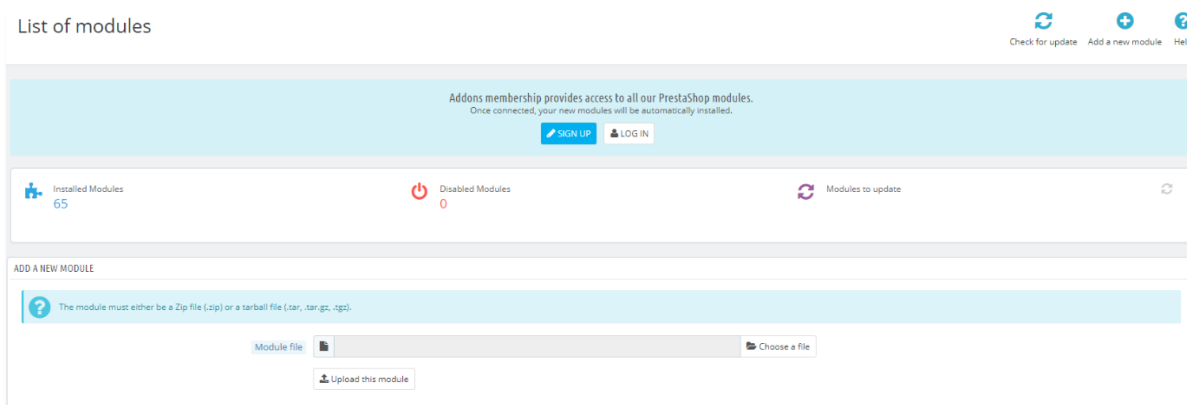 List of modules
Check for update
Add a new module
Hel
Addons membership provides access to all our PrestaShop modules.
Once connected, your new modules will be automatically installed.
SIGN UP
LOG IN
Installed Modules
65
Disabled Modules
0
Modules to update
ADD A NEW MODULE
The module must either be a Zip file (.zip) or a tarball file (.tar, .tar.gz, .tgz).
Module file
Choose a file
Upload this module